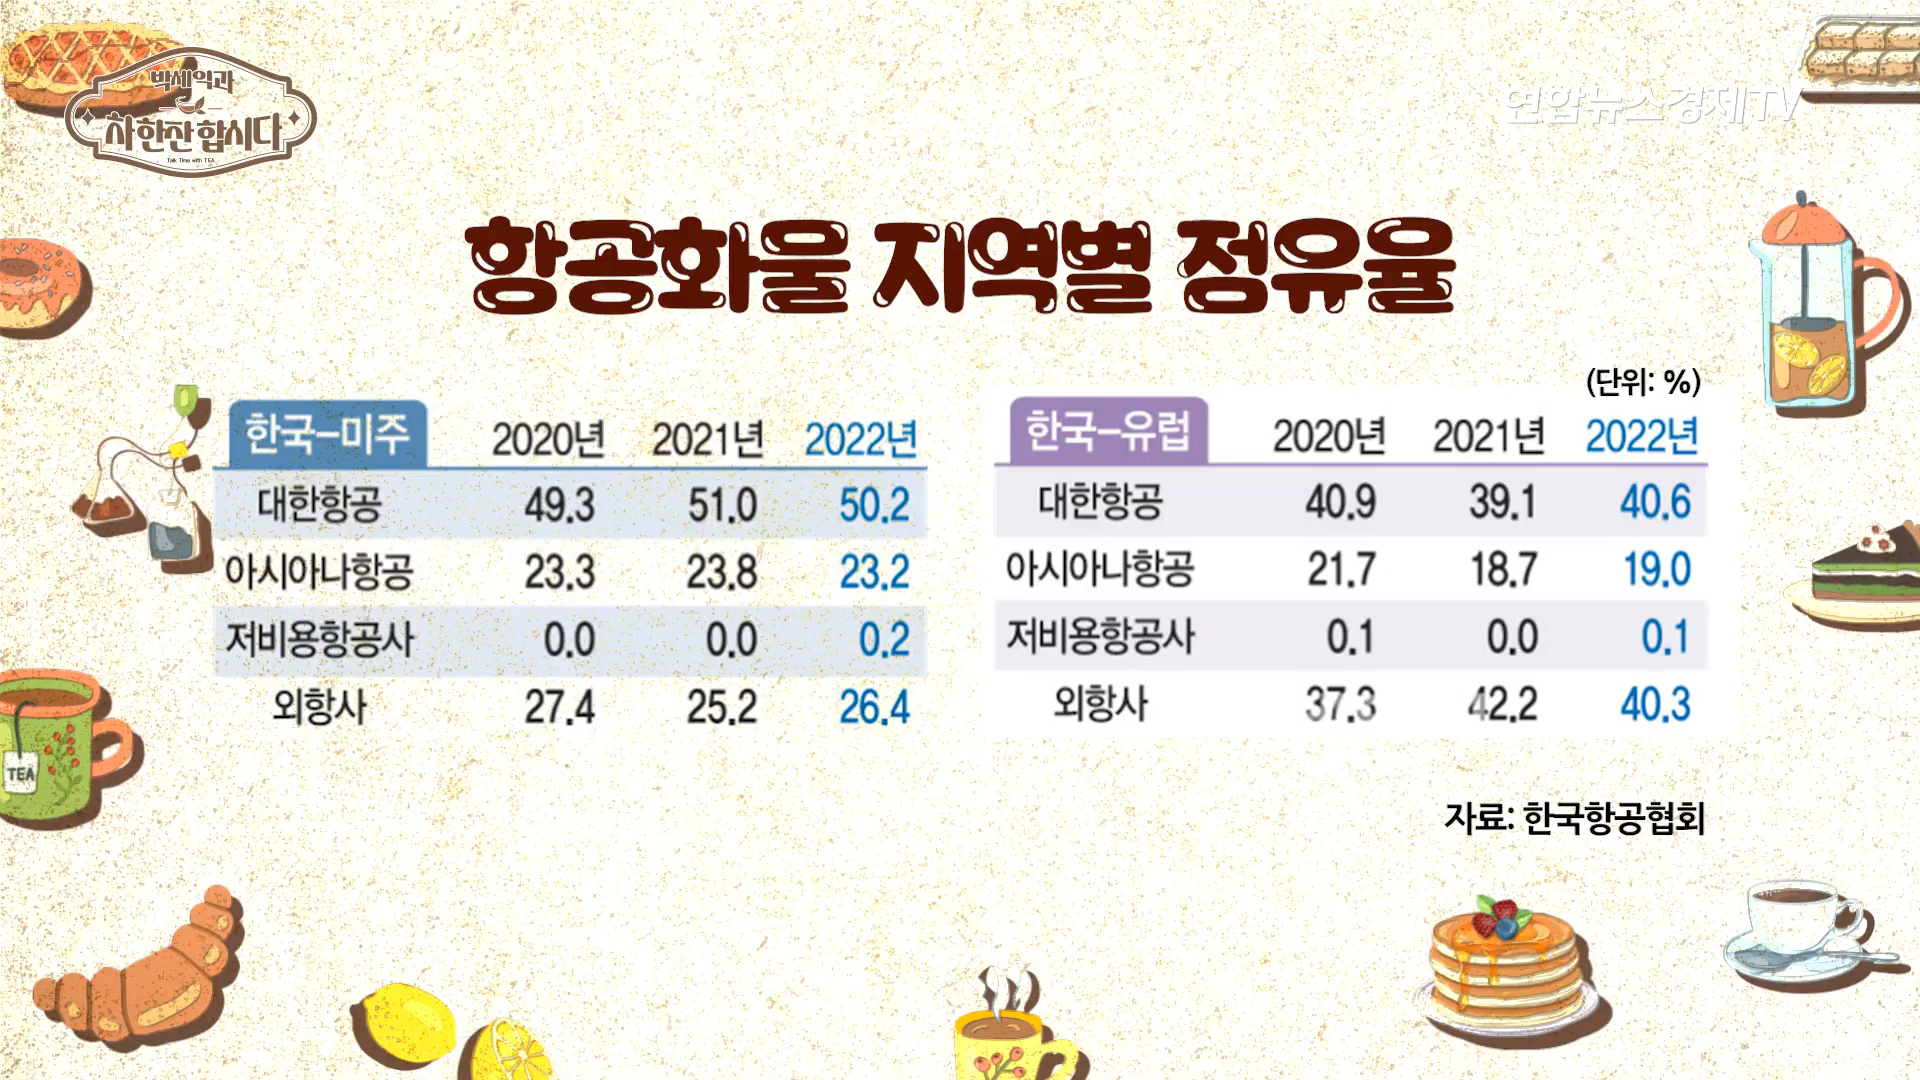 박세익과
차한잔 합시다
Talk Time with TEA
연합뉴스경제TV
항공화물 지역별 점유율
(단위: %)
한국-미주 2020년 2021년 2022년
대한항공 49.3 51.0 50.2
아시아나항공 23.3 23.8 23.2
저비용항공사 0.0 0.0 0.2
외항사 27.4 25.2 26.4
한국-유럽 2020년 2021년 2022년
대한항공 40.9 39.1 40.6
아시아나항공 21.7 18.7 19.0
저비용항공사 0.1 0.0 0.1
외항사 37.3 42.2 40.3
자료: 한국항공협회
TEA